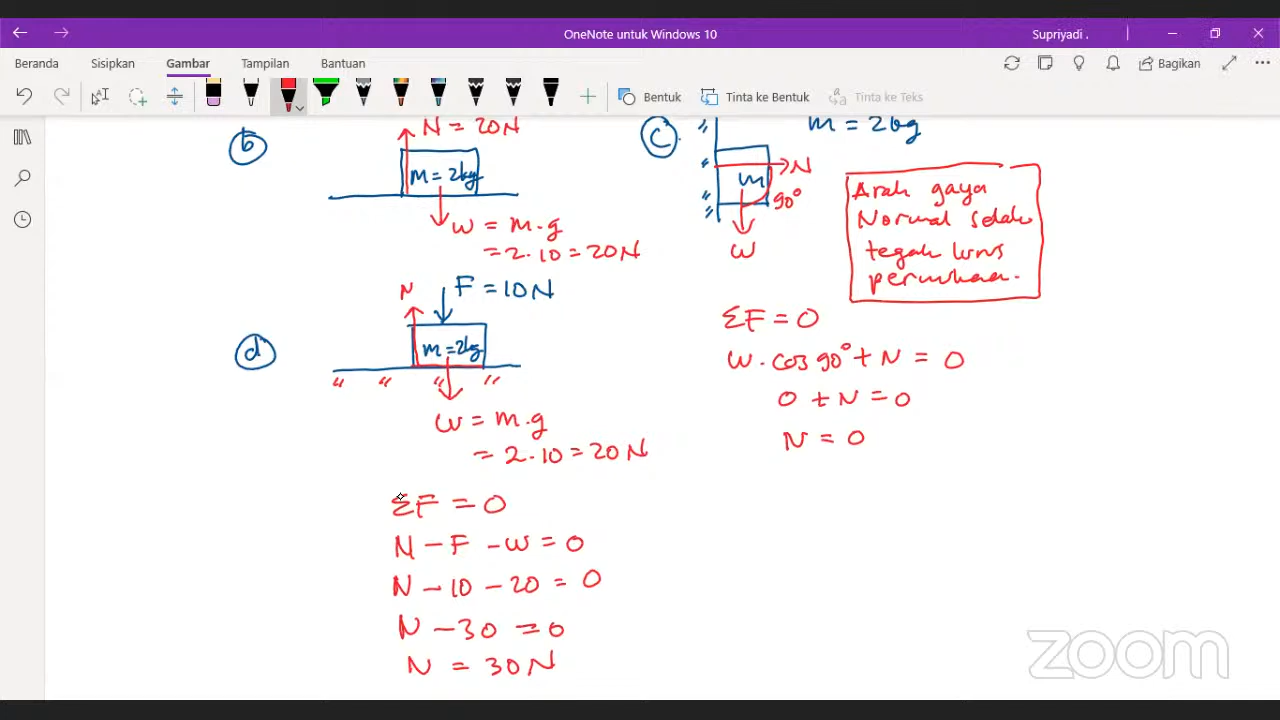 OneNote untuk Windows 10
Supriyadi .
Beranda
Sisipkan
Gambar
Tampilan
Bantuan
Bagikan
Bentuk
Tinta ke Bentuk
Tinta ke Teks
b
N = 20N
m = 2kg
W = m.g
= 2.10 = 20N
C
m = 2kg
N
m
90°
W
Arah gaya
Normal selalu
tegak lurus
permukaan.
d
N
F = 10N
m = 2kg
W = m.g
= 2.10 = 20N
ΣF = 0
N - F - W = 0
N - 10 - 20 = 0
N - 30 = 0
N = 30N
ΣF = 0
W. cos 90° + N = 0
0 + N = 0
N = 0
zoom